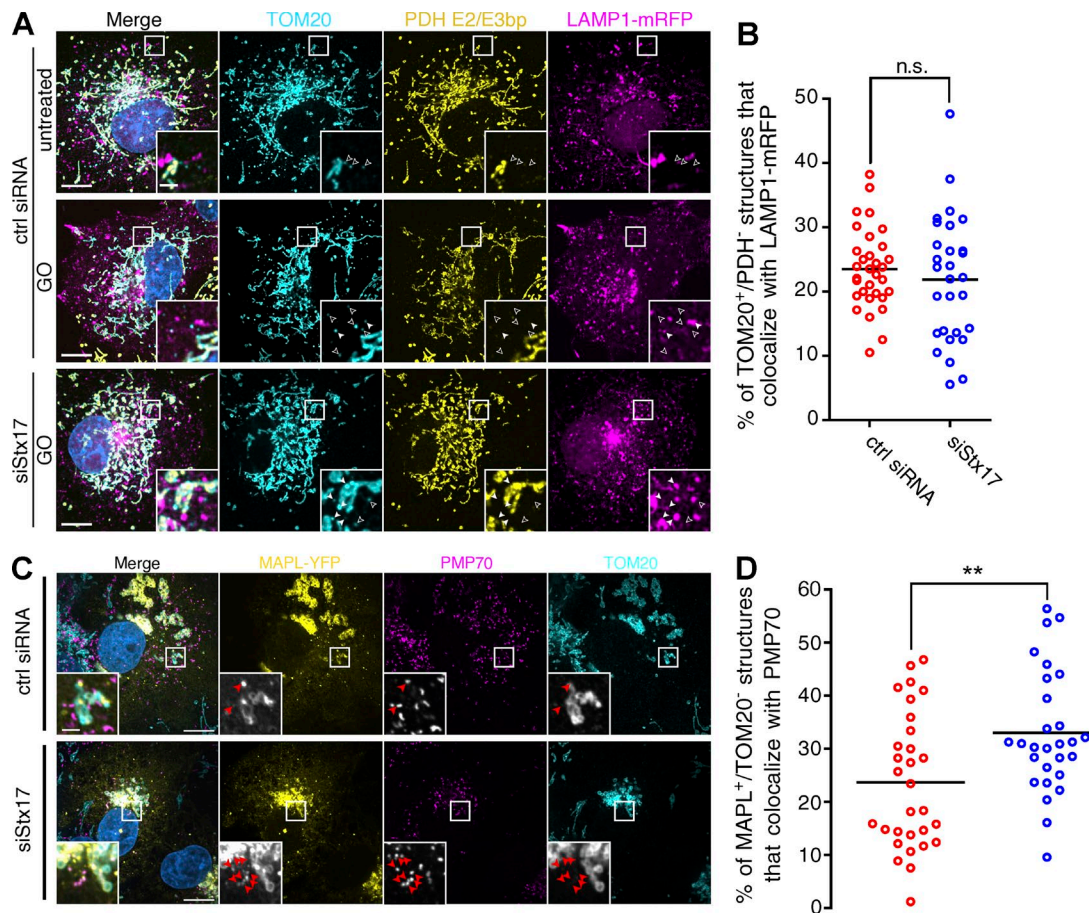 A
Merge
TOM20
PDH E2/E3bp
LAMP1-mRFP
ctrl siRNA
untreated
GO
siStx17
GO
B
n.s.
% of TOM20⁺/PDH⁻ structures that
colocalize with LAMP1-mRFP
50
40
30
20
10
0
ctrl siRNA
siStx17
C
Merge
MAPL-YFP
PMP70
TOM20
ctrl siRNA
siStx17
D
**
% of MAPL⁺/TOM20⁻ structures
that colocalize with PMP70
60
50
40
30
20
10
0